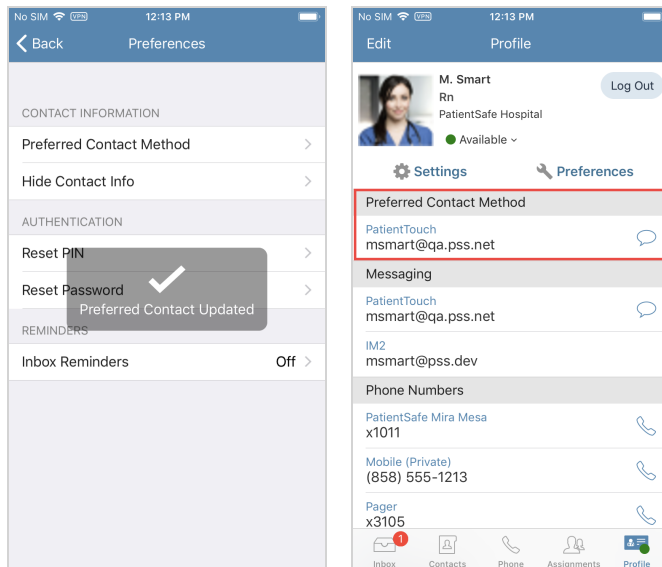 No SIM VPN 12:13 PM
Back Preferences
CONTACT INFORMATION
Preferred Contact Method
Hide Contact Info
AUTHENTICATION
Reset PIN
Reset Password
Preferred Contact Updated
REMINDERS
Inbox Reminders Off
No SIM VPN 12:13 PM
Edit Profile
M. Smart
Rn
PatientSafe Hospital
Available
Log Out
Settings Preferences
Preferred Contact Method
PatientTouch
msmart@qa.pss.net
Messaging
PatientTouch
msmart@qa.pss.net
IM2
msmart@pss.dev
Phone Numbers
PatientSafe Mira Mesa
x1011
Mobile (Private)
(858) 555-1213
Pager
x3105
1
Inbox Contacts Phone Assignments Profile